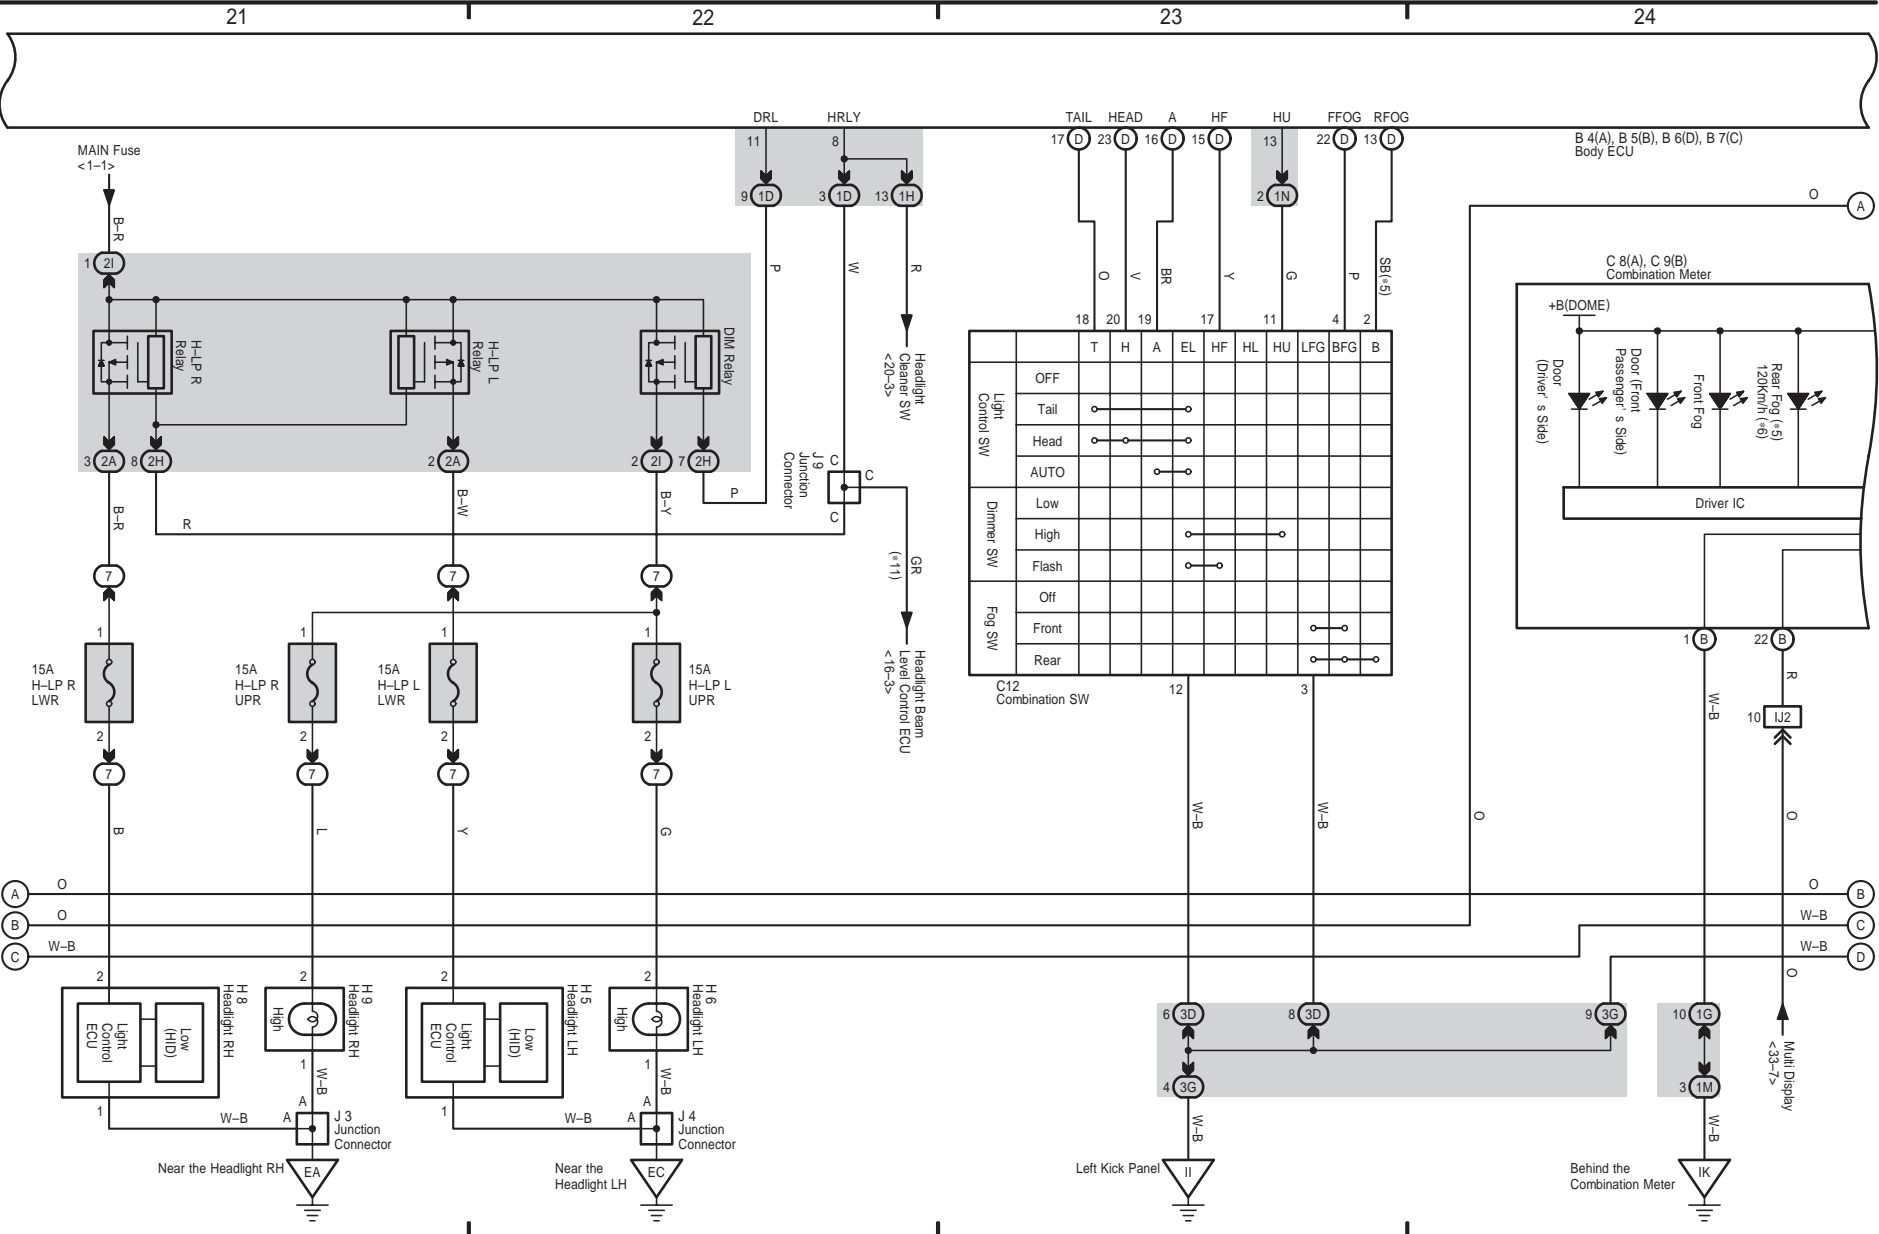 21 22 23 24
DRL HRLY TAIL HEAD A HF HU FFOG RFOG
11 8 17 D 23 D 16 D 15 D 13 22 D 13 D
B 4(A), B 5(B), B 6(D), B 7(C)
Body ECU
MAIN Fuse
<1–1>
9 1D 3 1D 13 1H 2 1N
O A
B–R
1 2I
P W R O V BR Y G P SB(*5)
C 8(A), C 9(B)
Combination Meter
+B(DOME)
H–LP R
Relay
H–LP L
Relay
DIM Relay
Headlight
Cleaner SW
<20–3>
18 20 19 17 11 4 2
T H A EL HF HL HU LFG BFG B
Light
Control SW
OFF
Tail
Head
AUTO
Dimmer SW
Low
High
Flash
Fog SW
Off
Front
Rear
C12
Combination SW
12 3
Door
(Driver' s Side)
Door (Front
Passenger' s Side)
Front Fog
Rear Fog (*5)
120Km/h (*6)
Driver IC
1 B 22 B
3 2A 8 2H 2 2A 2 2I 7 2H
J 9
Junction
Connector
C
C
C
P
B–R R B–W B–Y
GR
(*11)
7 7 7
1 1 1 1
15A
H–LP R
LWR
15A
H–LP R
UPR
15A
H–LP L
LWR
15A
H–LP L
UPR
Headlight Beam
Level Control ECU
<16–3>
2 2 2 2
7 7 7 7
W–B R
10 IJ2
B L Y G W–B W–B O O
A O O B
B O W–B C
C W–B W–B D
O
2 2 2 2
H 8
Headlight RH
Light
Control
ECU
Low
(HID)
H 9
Headlight RH
High
H 5
Headlight LH
Light
Control
ECU
Low
(HID)
H 6
Headlight LH
High
6 3D 8 3D 9 3G 10 1G
4 3G 3 1M
Multi Display
<33–7>
1 1 1 1
W–B W–B
A A
W–B A W–B A
J 3
Junction
Connector
J 4
Junction
Connector
W–B W–B
Near the Headlight RH EA
Near the
Headlight LH EC
Left Kick Panel II
Behind the
Combination Meter IK